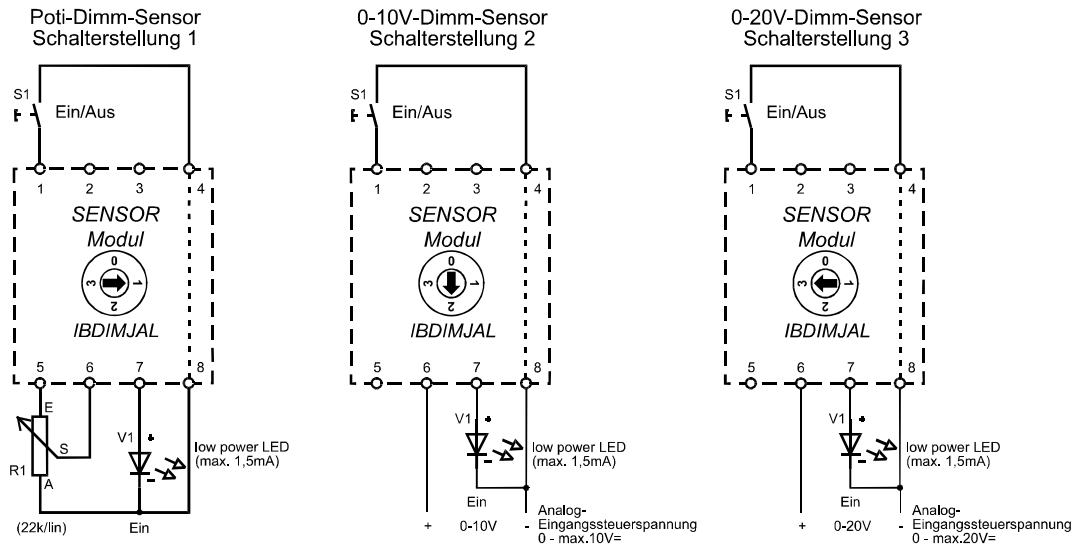 Poti-Dimm-Sensor
Schalterstellung 1
S1
Ein/Aus
1 2 3 4
SENSOR
Modul
0
3 1
2
IBDIMJAL
5 6 7 8
E
S
R1
A
V1 +
-
low power LED
(max. 1,5mA)
(22k/lin)
Ein
0-10V-Dimm-Sensor
Schalterstellung 2
S1
Ein/Aus
1 2 3 4
SENSOR
Modul
0
3 1
2
IBDIMJAL
5 6 7 8
V1 +
-
low power LED
(max. 1,5mA)
Ein
+ 0-10V -
Analog-
Eingangssteuerspannung
0 - max.10V=
0-20V-Dimm-Sensor
Schalterstellung 3
S1
Ein/Aus
1 2 3 4
SENSOR
Modul
0
3 1
2
IBDIMJAL
5 6 7 8
V1 +
-
low power LED
(max. 1,5mA)
Ein
+ 0-20V -
Analog-
Eingangssteuerspannung
0 - max.20V=